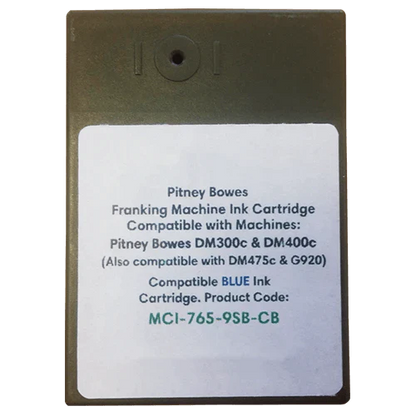 Pitney Bowes
Franking Machine Ink Cartridge
Compatible with Machines:
Pitney Bowes DM300c & DM400c
(Also compatible with DM475c & G920)
Compatible BLUE Ink
Cartridge. Product Code:
MCI-765-9SB-CB